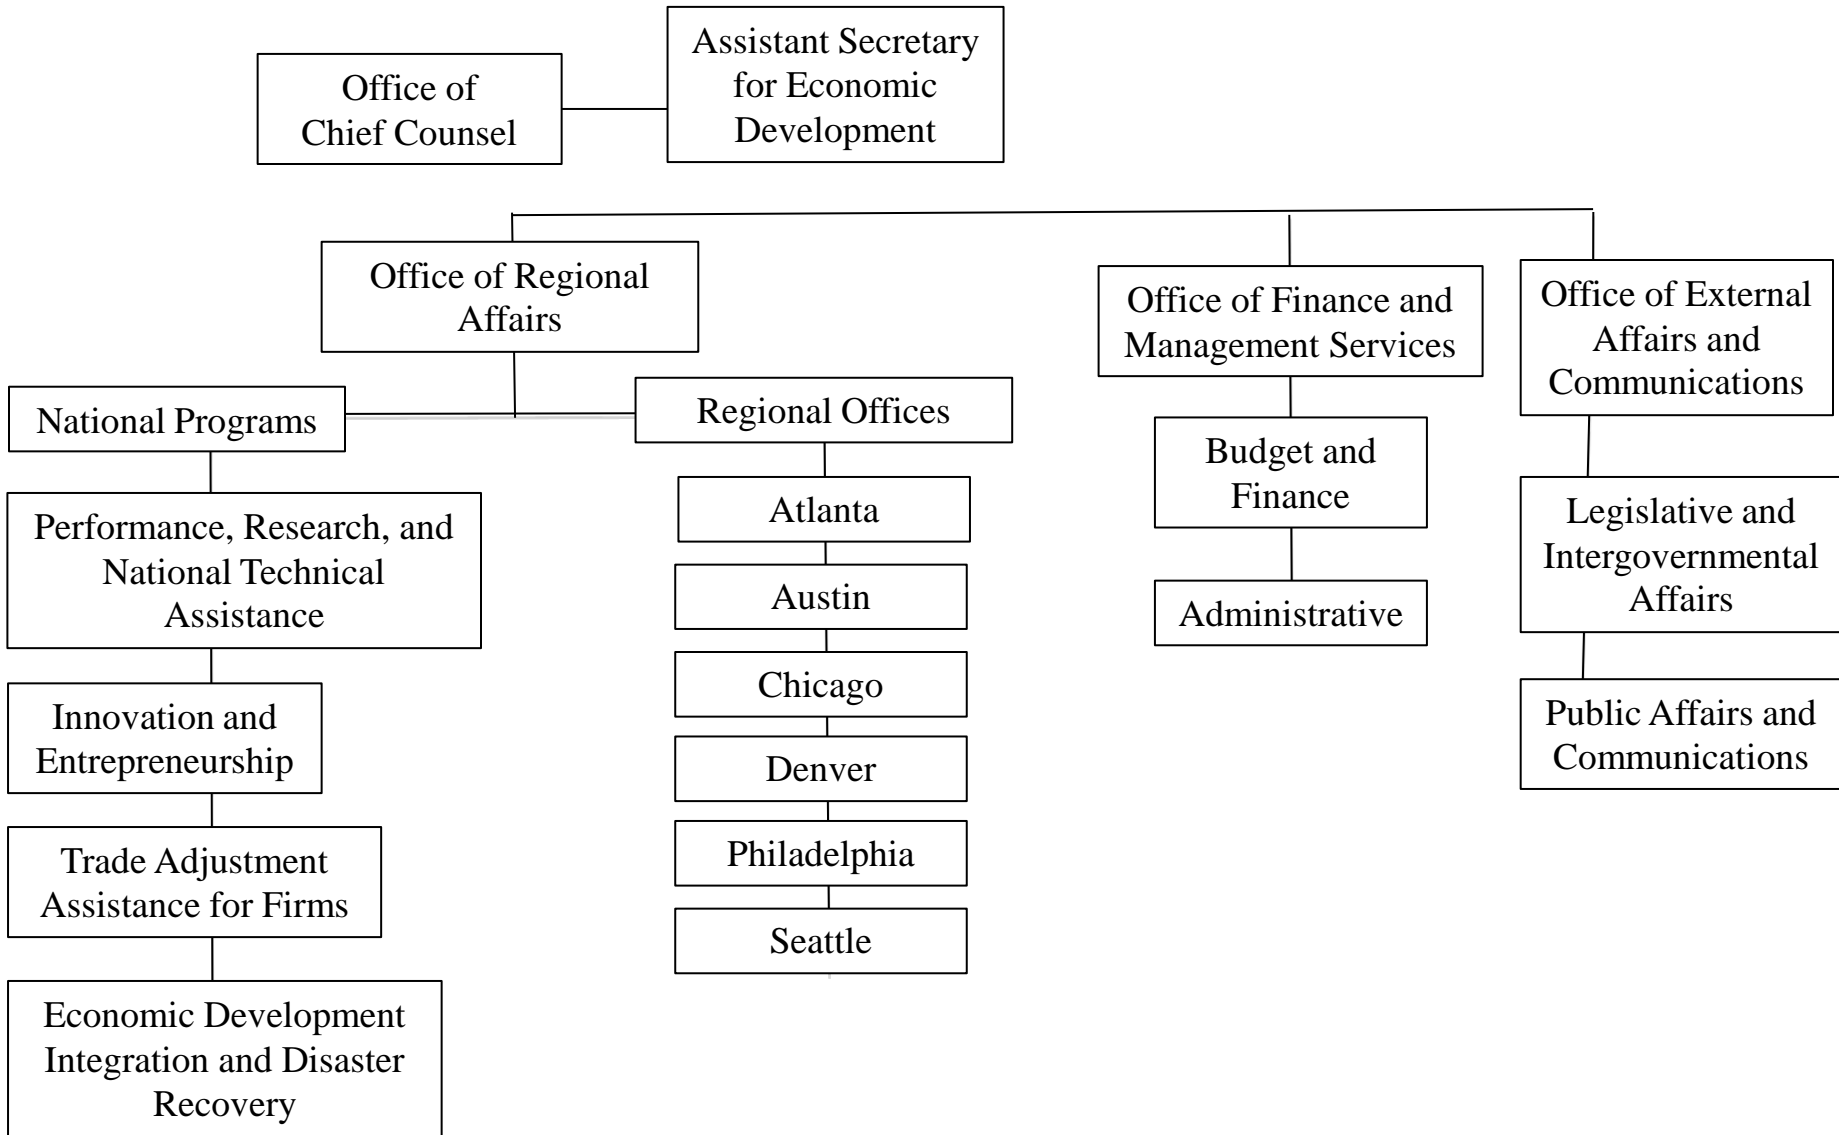 Assistant Secretary
for Economic
Development
Office of
Chief Counsel
Office of Regional
Affairs
Office of Finance and
Management Services
Office of External
Affairs and
Communications
National Programs
Regional Offices
Performance, Research, and
National Technical
Assistance
Innovation and
Entrepreneurship
Trade Adjustment
Assistance for Firms
Economic Development
Integration and Disaster
Recovery
Atlanta
Austin
Chicago
Denver
Philadelphia
Seattle
Budget and
Finance
Administrative
Legislative and
Intergovernmental
Affairs
Public Affairs and
Communications